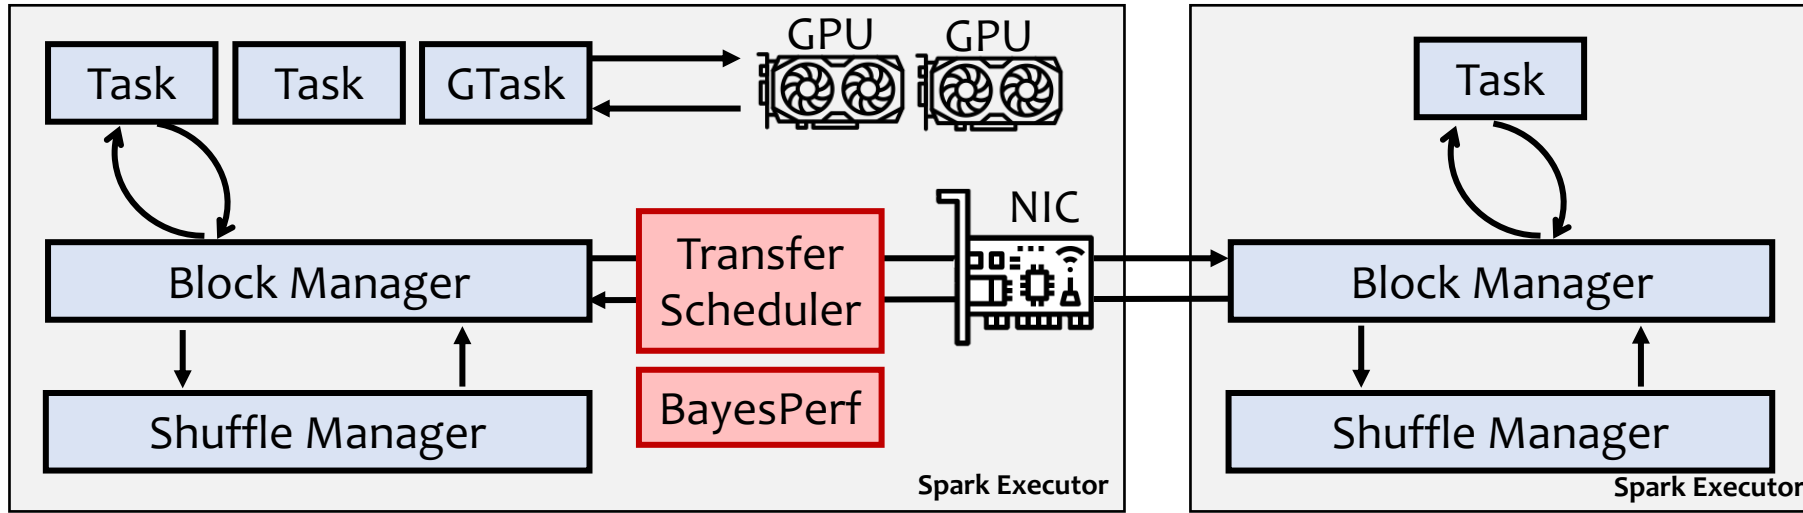 GPU
GPU
Task
Task
GTask
NIC
Transfer
Scheduler
Block Manager
BayesPerf
Shuffle Manager
Spark Executor
Task
Block Manager
Shuffle Manager
Spark Executor